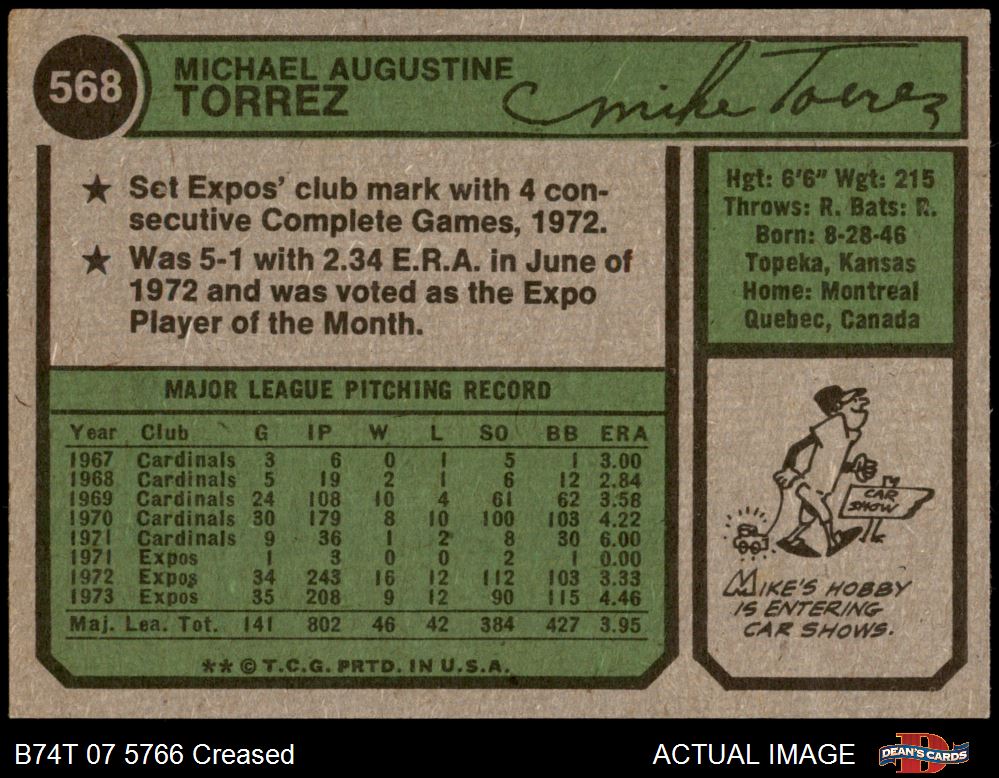 568
MICHAEL AUGUSTINE
TORREZ
Mike Torrez
★ Set Expos' club mark with 4 con-
secutive Complete Games, 1972.
★ Was 5-1 with 2.34 E.R.A. in June of
1972 and was voted as the Expo
Player of the Month.
Hgt: 6'6" Wgt: 215
Throws: R. Bats: R.
Born: 8-28-46
Topeka, Kansas
Home: Montreal
Quebec, Canada
MAJOR LEAGUE PITCHING RECORD
Year Club G IP W L SO BB ERA
1967 Cardinals 3 6 0 1 5 1 3.00
1968 Cardinals 5 19 2 1 6 12 2.84
1969 Cardinals 24 108 10 4 61 62 3.58
1970 Cardinals 30 179 8 10 100 103 4.22
1971 Cardinals 9 36 1 2 8 30 6.00
1971 Expos 1 3 0 0 2 1 0.00
1972 Expos 34 243 16 12 112 103 3.33
1973 Expos 35 208 9 12 90 115 4.46
Maj. Lea. Tot. 141 802 46 42 384 427 3.95
** © T.C.G. PRTD. IN U.S.A.
CAR
SHOW
MIKE'S HOBBY
IS ENTERING
CAR SHOWS.
B74T 07 5766 Creased
ACTUAL IMAGE
DEAN'S CARDS